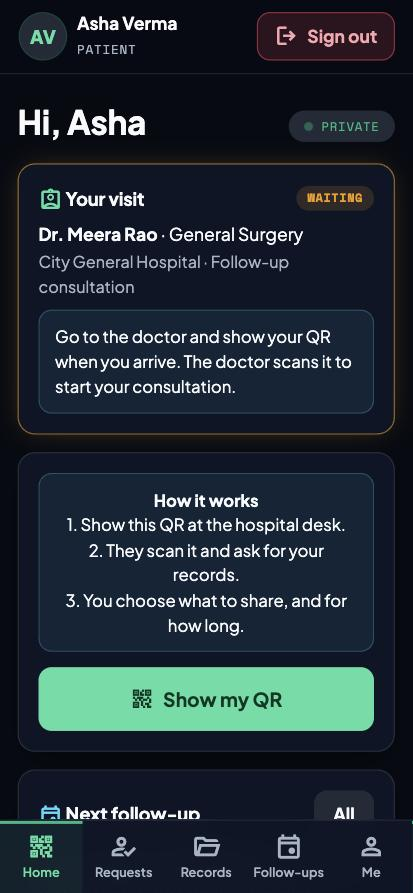 AV
Asha Verma
PATIENT
Sign out
Hi, Asha
PRIVATE
Your visit
WAITING
Dr. Meera Rao · General Surgery
City General Hospital · Follow-up
consultation
Go to the doctor and show your QR
when you arrive. The doctor scans it to
start your consultation.
How it works
1. Show this QR at the hospital desk.
2. They scan it and ask for your
records.
3. You choose what to share, and for
how long.
Show my QR
Next follow-up
All
Home
Requests
Records
Follow-ups
Me